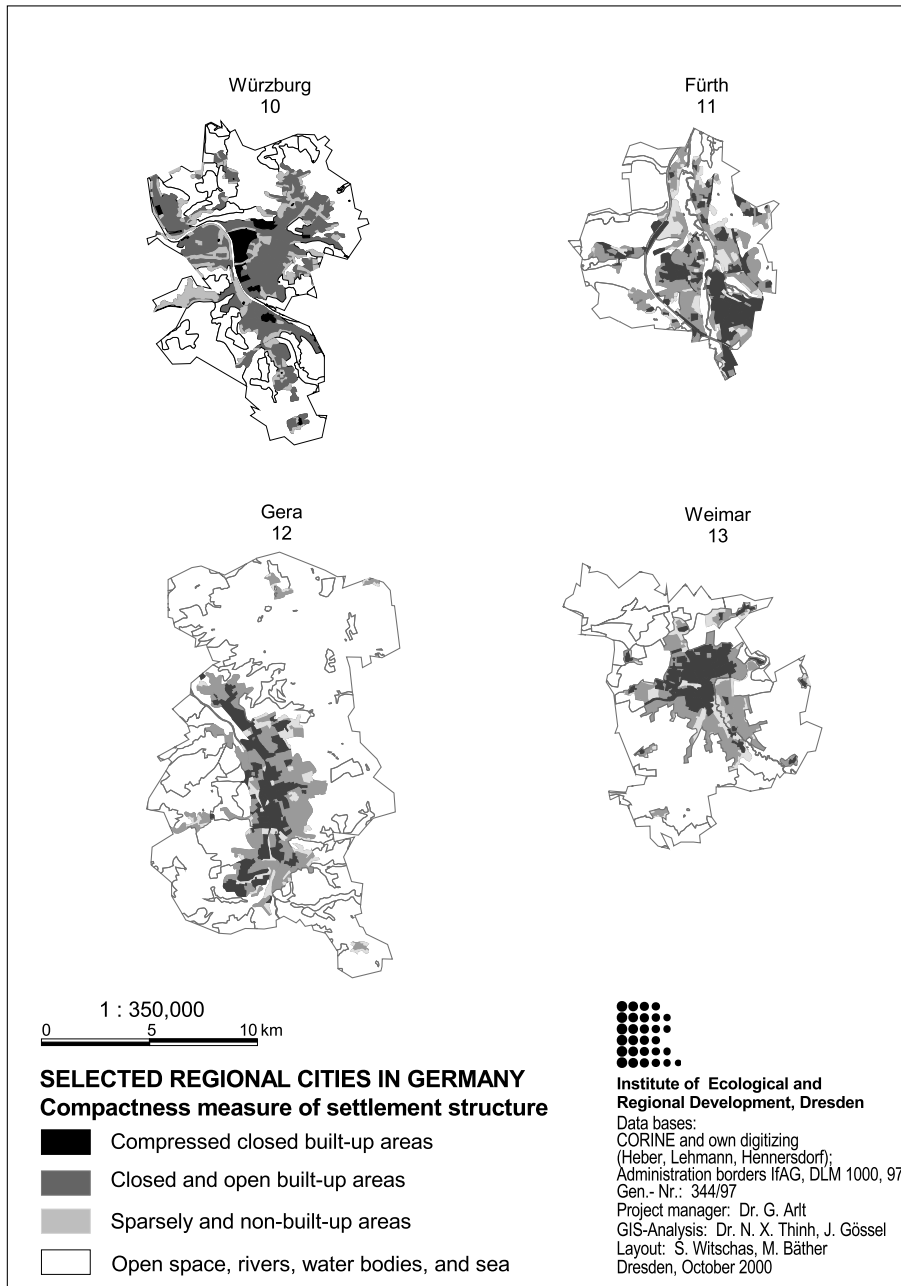 Würzburg
10
Fürth
11
Gera
12
Weimar
13
1 : 350,000
0 5 10 km
SELECTED REGIONAL CITIES IN GERMANY
Compactness measure of settlement structure
Compressed closed built-up areas
Closed and open built-up areas
Sparsely and non-built-up areas
Open space, rivers, water bodies, and sea
Institute of Ecological and
Regional Development, Dresden
Data bases:
CORINE and own digitizing
(Heber, Lehmann, Hennersdorf);
Administration borders IfAG, DLM 1000, 97
Gen.- Nr.: 344/97
Project manager: Dr. G. Arlt
GIS-Analysis: Dr. N. X. Thinh, J. Gössel
Layout: S. Witschas, M. Bäther
Dresden, October 2000